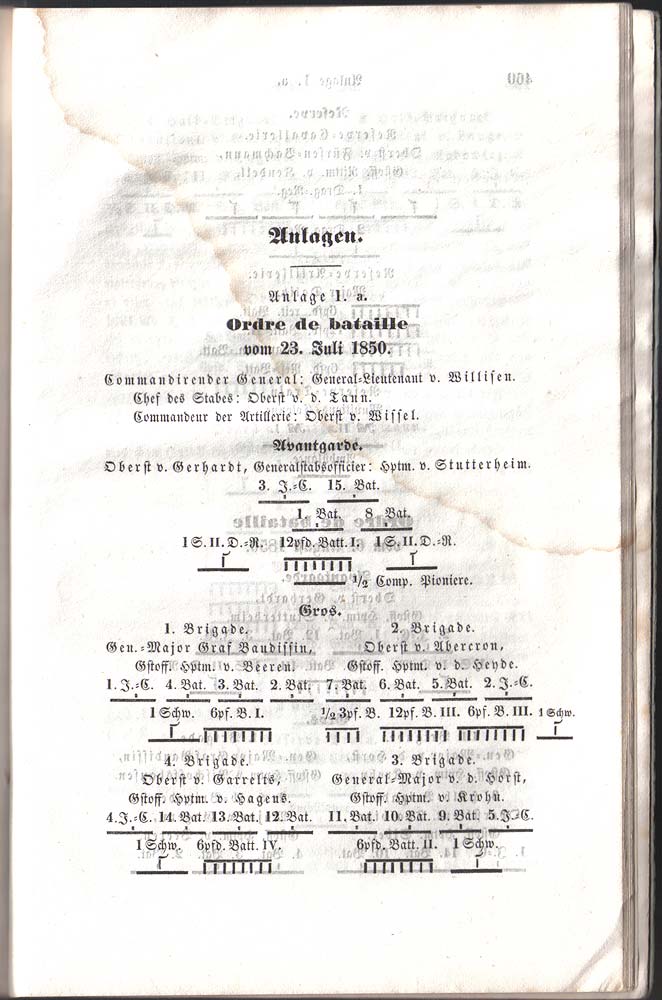 Anlagen.
Anlage 1. a.
Ordre de bataille
vom 23. Juli 1850.
Commandirender General: General-Lieutenant v. Willisen.
Chef des Stabes: Oberst v. d. Tann.
Commandeur der Artillerie: Oberst v. Wissel.
Avantgarde.
Oberst v. Gerhardt, Generalstabsofficier: Hptm. v. Stutterheim.
3. J.-C. 15. Bat.
1. Bat. 8 Bat.
1 S. II. D.-R. 12pfd. Batt. I. 1 S. II. D.-R.
1/2 Comp. Pioniere.
Gros.
1. Brigade. 2. Brigade.
Gen.-Major Graf Baudissin, Oberst v. Abercron,
Gstoff. Hptm. v. Beeren. Gstoff. Hptm. v. d. Heyde.
1. J.-C. 4. Bat. 3. Bat. 2. Bat. 7. Bat. 6. Bat. 5. Bat. 2. J.-C.
1 Schw. 6pf. B. I. 1/2 3pf. B. 12pf. B. III. 6pf. B. III. 1 Schw.
4. Brigade. 3. Brigade.
Oberst v. Garrelts, General-Major v. d. Horst,
Gstoff. Hptm. v. Hagens. Gstoff. Hptm. v. Krohn.
4. J.-C. 14. Bat. 13. Bat. 12. Bat. 11. Bat. 10. Bat. 9. Bat. 5. J.-C.
1 Schw. 6pfd. Batt. IV. 6pfd. Batt. II. 1 Schw.